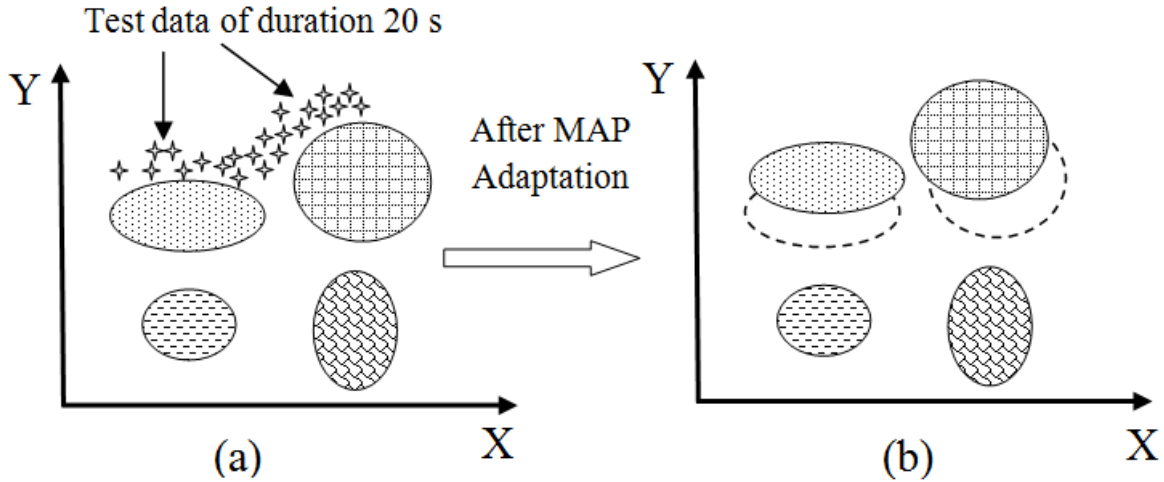 Test data of duration 20 s
Y
X
(a)
After MAP
Adaptation
Y
X
(b)